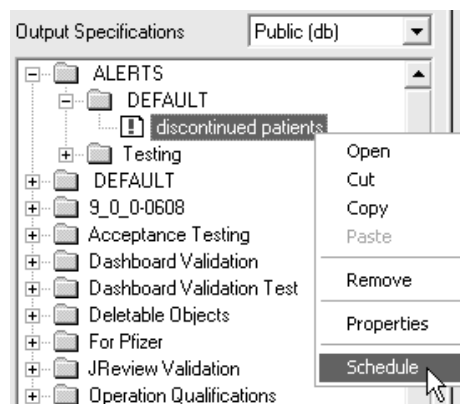 Output Specifications Public (db)
ALERTS
DEFAULT
discontinued patients
Testing
DEFAULT
9_0_0-0608
Acceptance Testing
Dashboard Validation
Dashboard Validation Test
Deletable Objects
For Pfizer
JReview Validation
Operation Qualifications
Open
Cut
Copy
Paste
Remove
Properties
Schedule